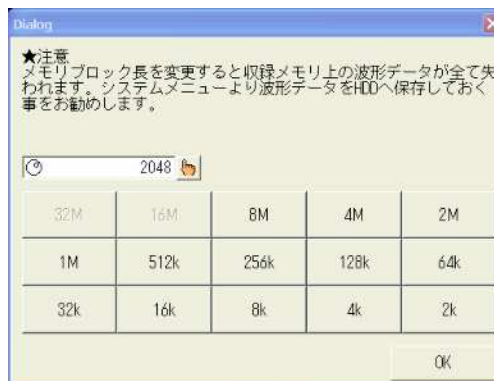 Dialog
★注意
メモリブロック長を変更すると収録メモリ上の波形データが全て失
われます。システムメニューより波形データをHDDへ保存しておく
事をお勧めします。
2048
32M 16M 8M 4M 2M
1M 512k 256k 128k 64k
32k 16k 8k 4k 2k
OK